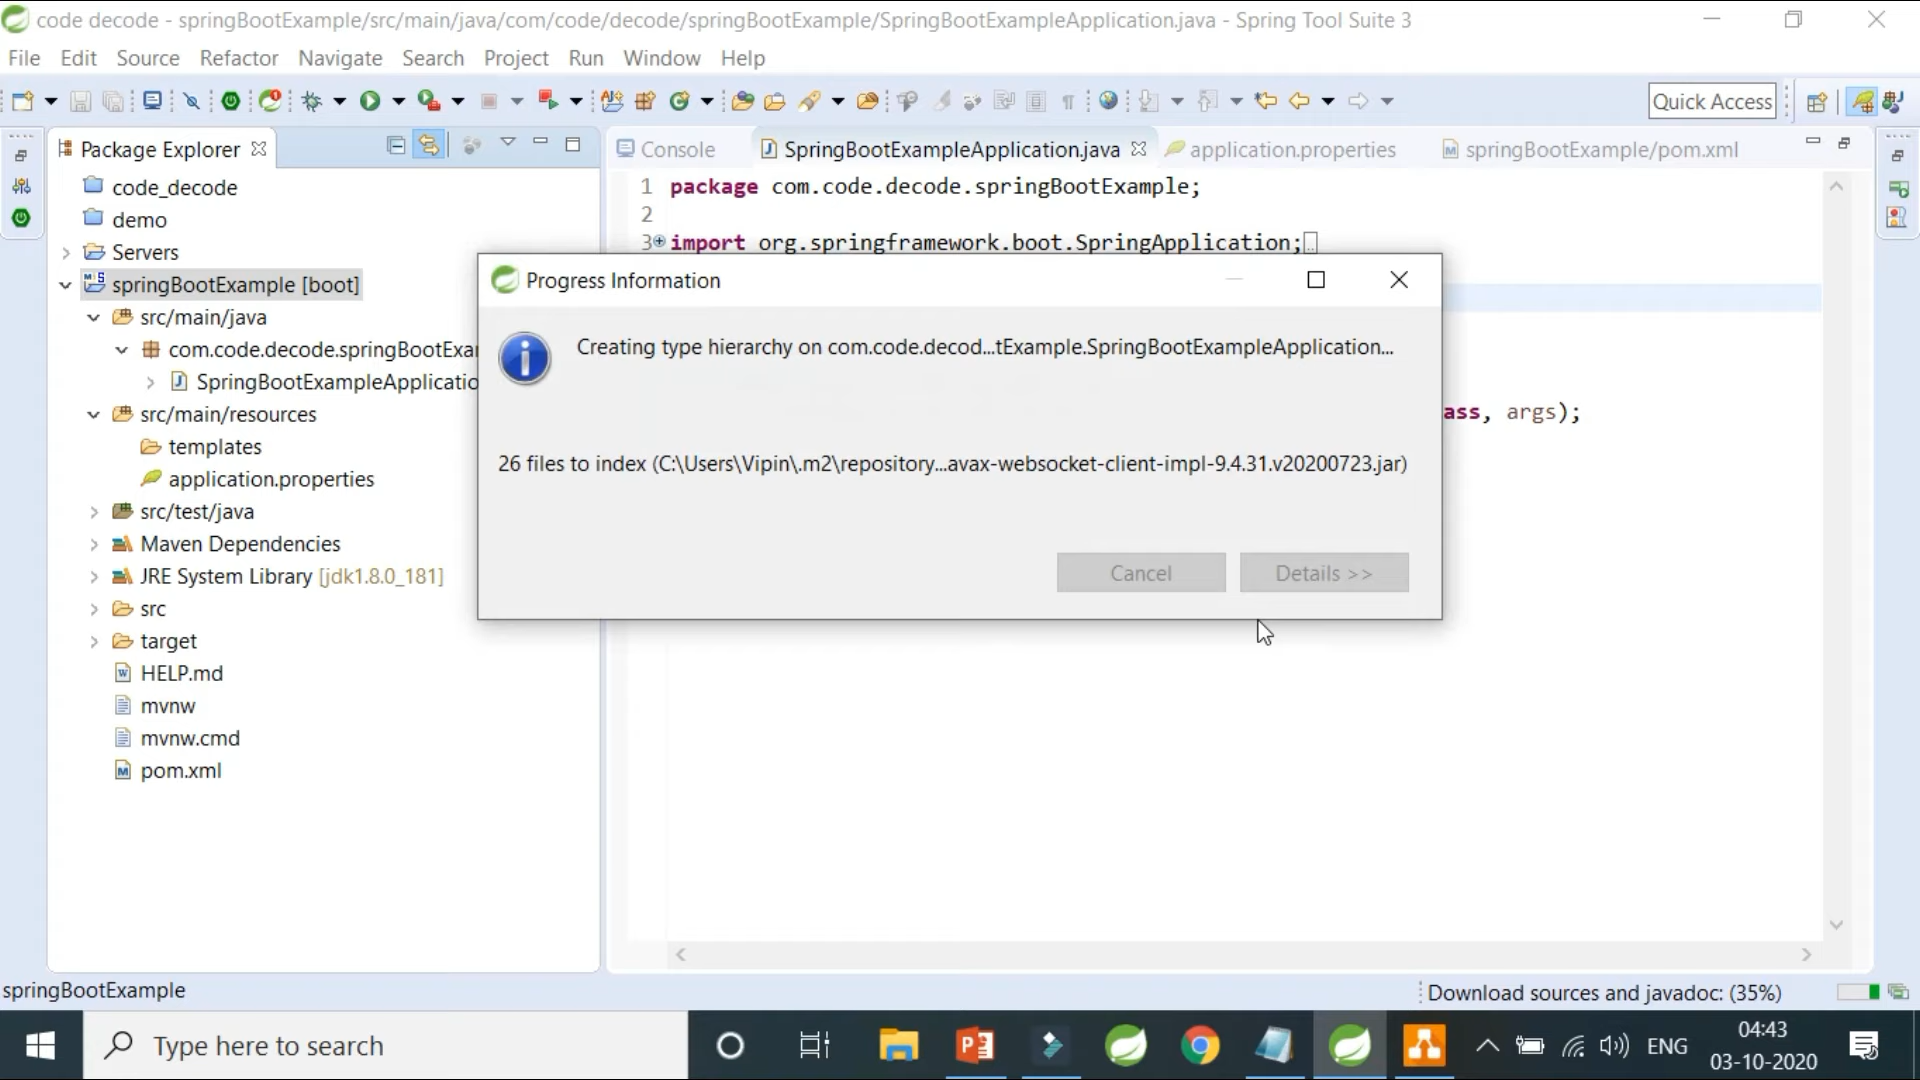 code decode - springBootExample/src/main/java/com/code/decode/springBootExample/SpringBootExampleApplication.java - Spring Tool Suite 3
File Edit Source Refactor Navigate Search Project Run Window Help
Quick Access
Package Explorer
Console SpringBootExampleApplication.java application.properties springBootExample/pom.xml
code_decode
demo
Servers
springBootExample [boot]
src/main/java
com.code.decode.springBootExa
SpringBootExampleApplicatio
src/main/resources
templates
application.properties
src/test/java
Maven Dependencies
JRE System Library [jdk1.8.0_181]
src
target
HELP.md
mvnw
mvnw.cmd
pom.xml
1 package com.code.decode.springBootExample;
2
3 import org.springframework.boot.SpringApplication;
ass, args);
Progress Information
Creating type hierarchy on com.code.decod...tExample.SpringBootExampleApplication...
26 files to index (C:\Users\Vipin\.m2\repository...avax-websocket-client-impl-9.4.31.v20200723.jar)
Cancel Details >>
springBootExample
Download sources and javadoc: (35%)
Type here to search
ENG
04:43
03-10-2020